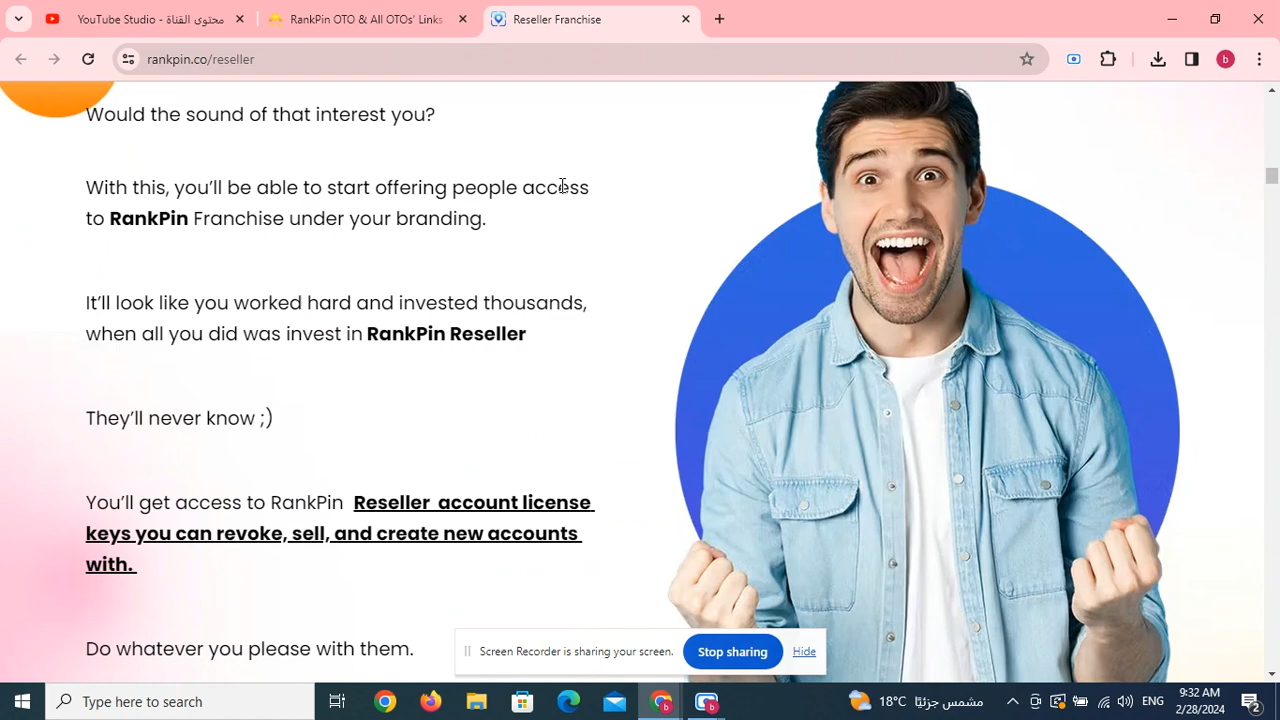 YouTube Studio - محتوى القناة
RankPin OTO & All OTOs' Links
Reseller Franchise
rankpin.co/reseller
b
Would the sound of that interest you?
With this, you'll be able to start offering people access
to RankPin Franchise under your branding.
It'll look like you worked hard and invested thousands,
when all you did was invest in RankPin Reseller
They'll never know ;)
You'll get access to RankPin Reseller account license
keys you can revoke, sell, and create new accounts
with.
Do whatever you please with them.
Screen Recorder is sharing your screen.
Stop sharing
Hide
Type here to search
b
b
18°C مشمس جزئيًا
ENG
9:32 AM
2/28/2024
2